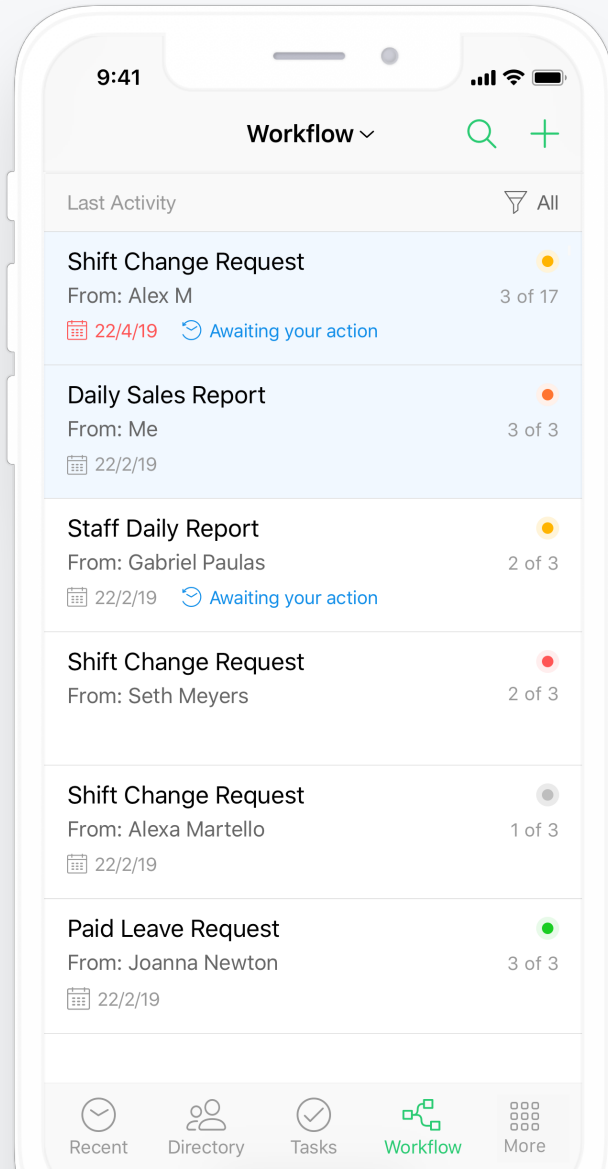 9:41
Workflow
Last Activity All
Shift Change Request
From: Alex M 3 of 17
22/4/19 Awaiting your action
Daily Sales Report
From: Me 3 of 3
22/2/19
Staff Daily Report
From: Gabriel Paulas 2 of 3
22/2/19 Awaiting your action
Shift Change Request
From: Seth Meyers 2 of 3
Shift Change Request
From: Alexa Martello 1 of 3
22/2/19
Paid Leave Request
From: Joanna Newton 3 of 3
22/2/19
Recent Directory Tasks Workflow More